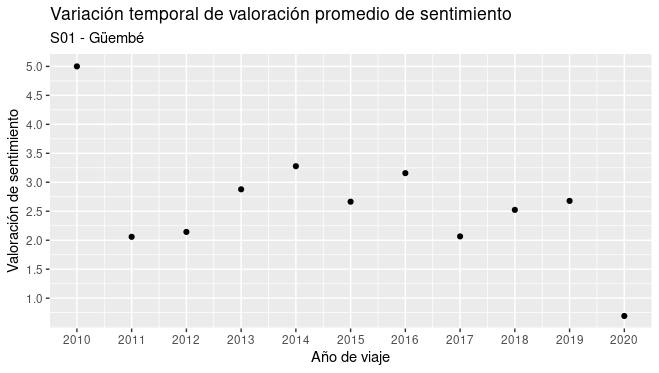 Variación temporal de valoración promedio de sentimiento
S01 - Güembé
Valoración de sentimiento
5.0
4.5
4.0
3.5
3.0
2.5
2.0
1.5
1.0
2010 2011 2012 2013 2014 2015 2016 2017 2018 2019 2020
Año de viaje